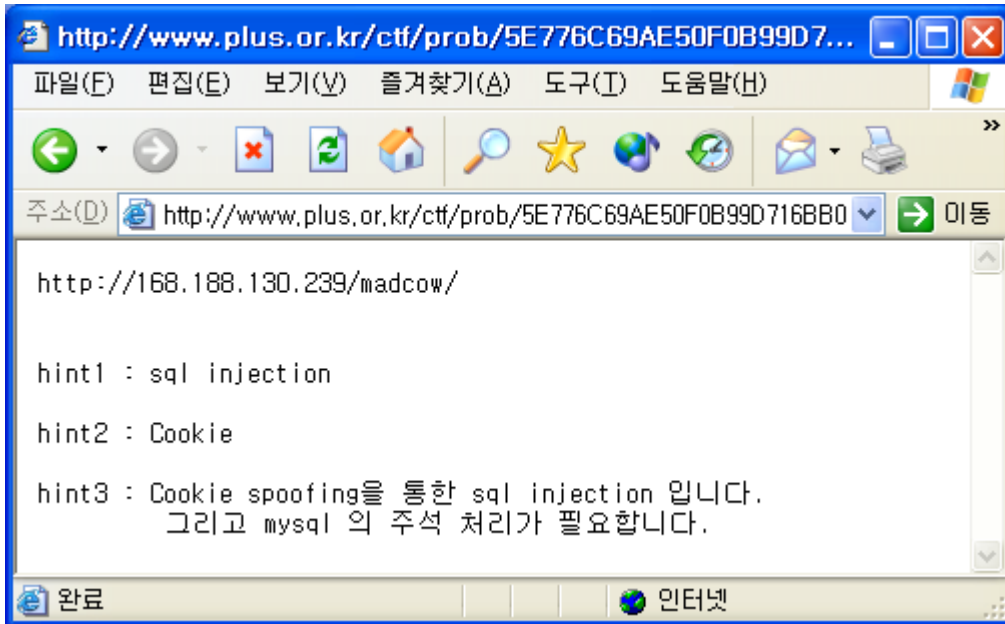 http://www.plus.or.kr/ctf/prob/5E776C69AE50F0B99D7...
파일(F) 편집(E) 보기(V) 즐겨찾기(A) 도구(T) 도움말(H)
주소(D) http://www.plus.or.kr/ctf/prob/5E776C69AE50F0B99D716BB0 이동
http://168.188.130.239/madcow/
hint1 : sql injection
hint2 : Cookie
hint3 : Cookie spoofing을 통한 sql injection 입니다.
그리고 mysql 의 주석 처리가 필요합니다.
완료 인터넷